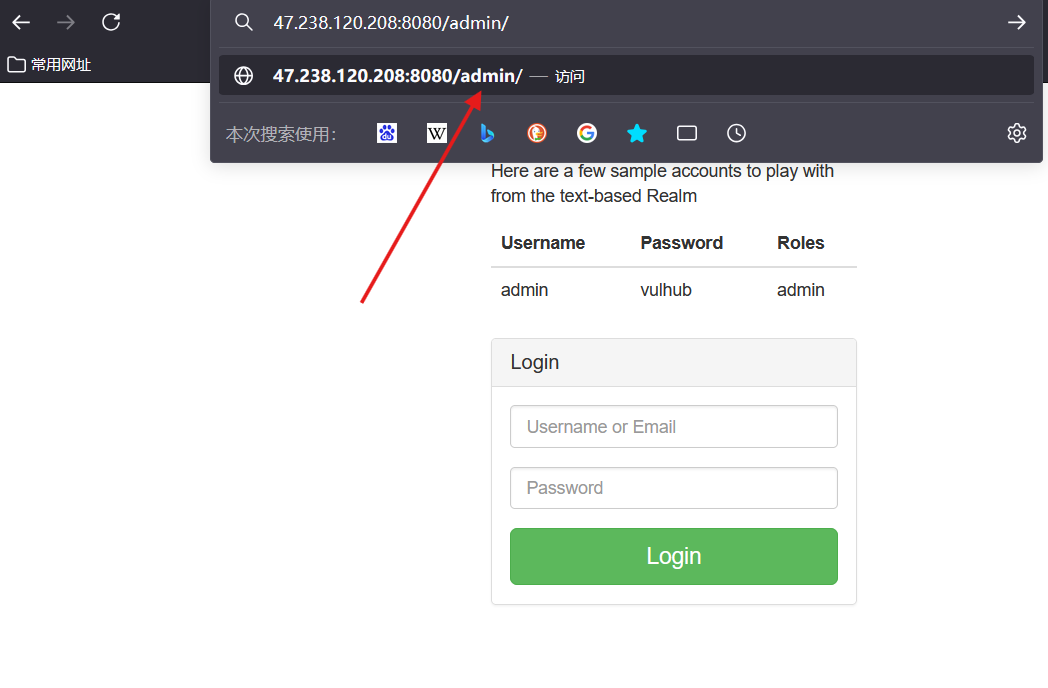 47.238.120.208:8080/admin/
常用网址
47.238.120.208:8080/admin/ — 访问
本次搜索使用：
W
Here are a few sample accounts to play with
from the text-based Realm
Username Password Roles
admin vulhub admin
Login
Username or Email
Password
Login